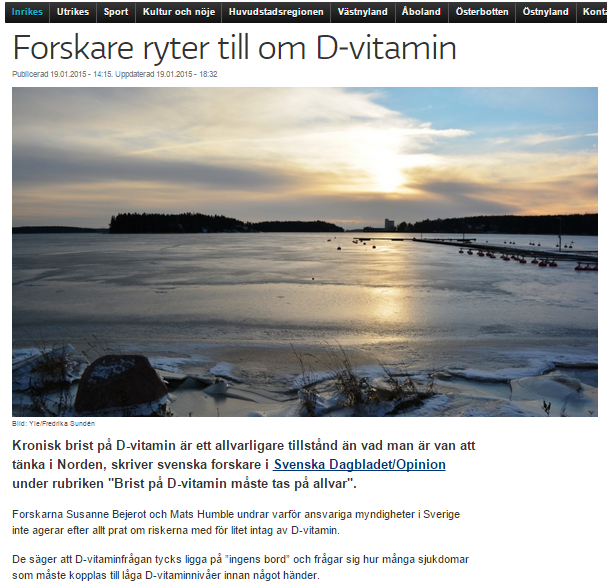 Inrikes Utrikes Sport Kultur och nöje Huvudstadsregionen Västnyland Åboland Österbotten Östnyland Konta
Forskare ryter till om D-vitamin
Publicerad 19.01.2015 - 14:15, Uppdaterad 19.01.2015 - 18:32
Bild: Yle/Fredrika Sundén
Kronisk brist på D-vitamin är ett allvarligare tillstånd än vad man är van att
tänka i Norden, skriver svenska forskare i Svenska Dagbladet/Opinion
under rubriken "Brist på D-vitamin måste tas på allvar".
Forskarna Susanne Bejerot och Mats Humble undrar varför ansvariga myndigheter i Sverige
inte agerar efter allt prat om riskerna med för litet intag av D-vitamin.
De säger att D-vitaminfrågan tycks ligga på ”ingens bord” och frågar sig hur många sjukdomar
som måste kopplas till låga D-vitaminnivåer innan något händer.